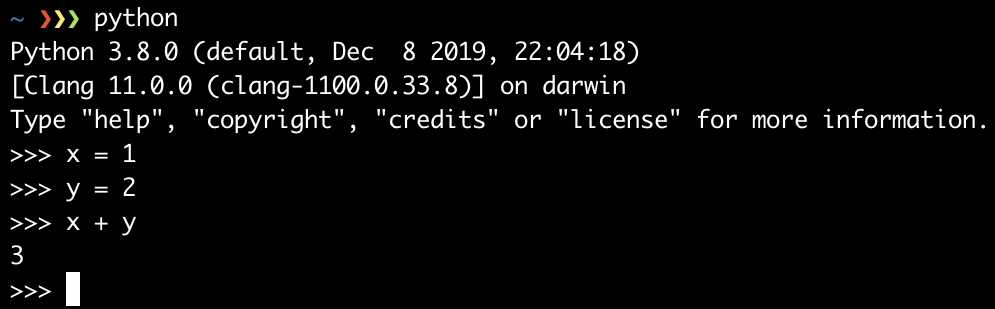 ~ ❯❯❯ python
Python 3.8.0 (default, Dec  8 2019, 22:04:18)
[Clang 11.0.0 (clang-1100.0.33.8)] on darwin
Type "help", "copyright", "credits" or "license" for more information.
>>> x = 1
>>> y = 2
>>> x + y
3
>>>